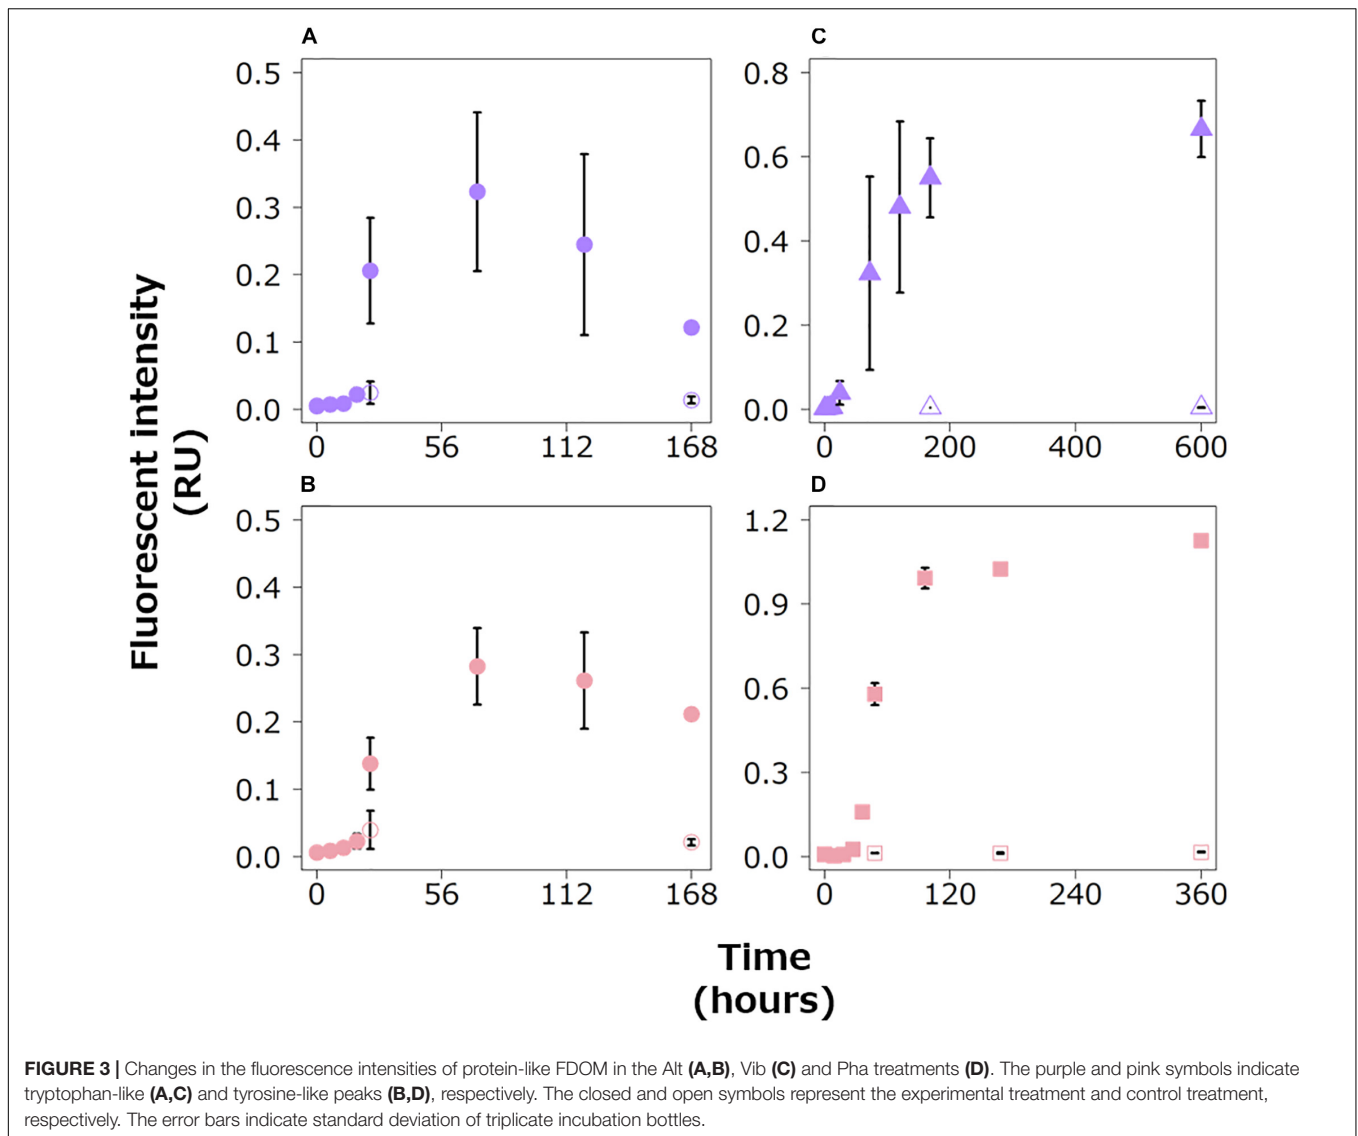 A
0.5
0.4
0.3
0.2
0.1
0.0
0 56 112 168
C
0.8
0.6
0.4
0.2
0.0
0 200 400 600
B
0.5
0.4
0.3
0.2
0.1
0.0
0 56 112 168
D
1.2
0.9
0.6
0.3
0.0
0 120 240 360
Fluorescent intensity
(RU)
Time
(hours)
FIGURE 3 | Changes in the fluorescence intensities of protein-like FDOM in the Alt (A,B), Vib (C) and Pha treatments (D). The purple and pink symbols indicate
tryptophan-like (A,C) and tyrosine-like peaks (B,D), respectively. The closed and open symbols represent the experimental treatment and control treatment,
respectively. The error bars indicate standard deviation of triplicate incubation bottles.